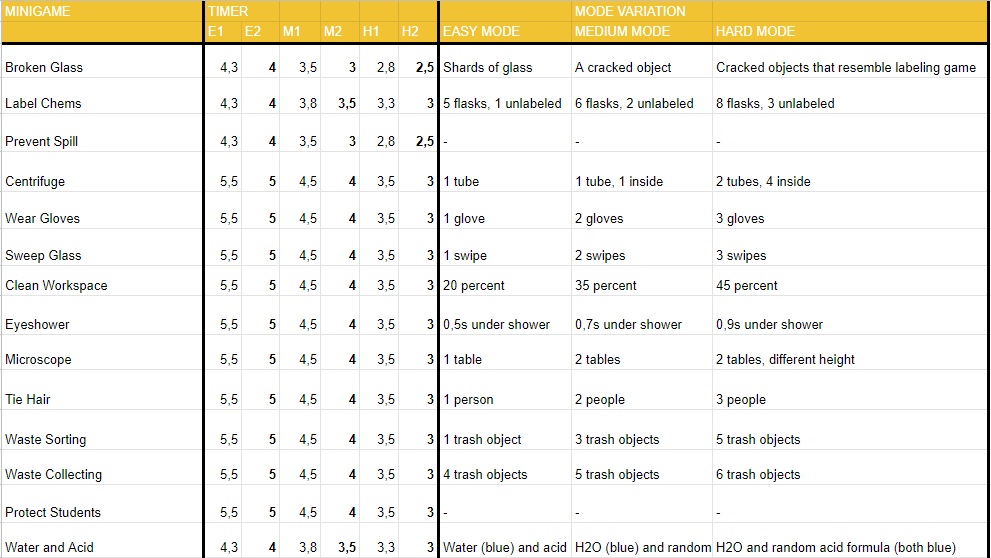 MINIGAME TIMER MODE VARIATION
E1 E2 M1 M2 H1 H2 EASY MODE MEDIUM MODE HARD MODE
Broken Glass 4,3 4 3,5 3 2,8 2,5 Shards of glass A cracked object Cracked objects that resemble labeling game
Label Chems 4,3 4 3,8 3,5 3,3 3 5 flasks, 1 unlabeled 6 flasks, 2 unlabeled 8 flasks, 3 unlabeled
Prevent Spill 4,3 4 3,5 3 2,8 2,5 - - -
Centrifuge 5,5 5 4,5 4 3,5 3 1 tube 1 tube, 1 inside 2 tubes, 4 inside
Wear Gloves 5,5 5 4,5 4 3,5 3 1 glove 2 gloves 3 gloves
Sweep Glass 5,5 5 4,5 4 3,5 3 1 swipe 2 swipes 3 swipes
Clean Workspace 5,5 5 4,5 4 3,5 3 20 percent 35 percent 45 percent
Eyeshower 5,5 5 4,5 4 3,5 3 0,5s under shower 0,7s under shower 0,9s under shower
Microscope 5,5 5 4,5 4 3,5 3 1 table 2 tables 2 tables, different height
Tie Hair 5,5 5 4,5 4 3,5 3 1 person 2 people 3 people
Waste Sorting 5,5 5 4,5 4 3,5 3 1 trash object 3 trash objects 5 trash objects
Waste Collecting 5,5 5 4,5 4 3,5 3 4 trash objects 5 trash objects 6 trash objects
Protect Students 5,5 5 4,5 4 3,5 3 - - -
Water and Acid 4,3 4 3,8 3,5 3,3 3 Water (blue) and acid H2O (blue) and random H2O and random acid formula (both blue)